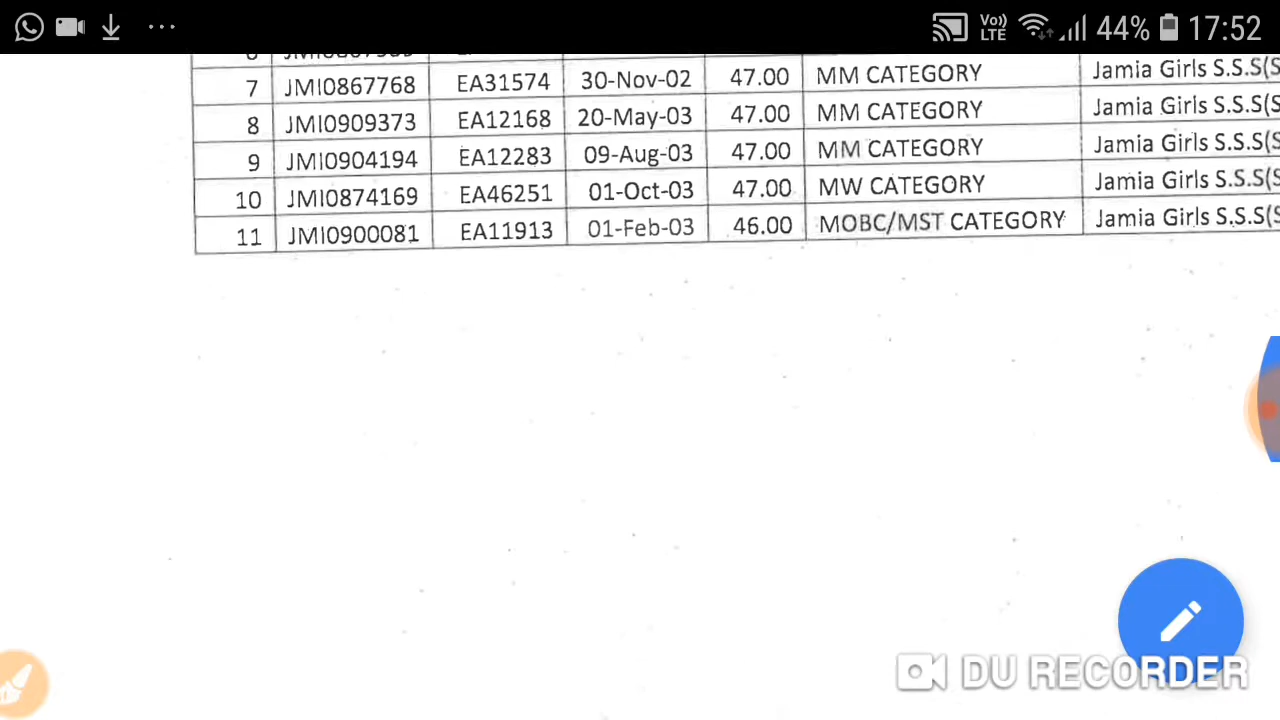 44% 17:52
Vo)) LTE
7 JMI0867768 EA31574 30-Nov-02 47.00 MM CATEGORY Jamia Girls S.S.S(S
8 JMI0909373 EA12168 20-May-03 47.00 MM CATEGORY Jamia Girls S.S.S(S
9 JMI0904194 EA12283 09-Aug-03 47.00 MM CATEGORY Jamia Girls S.S.S(S
10 JMI0874169 EA46251 01-Oct-03 47.00 MW CATEGORY Jamia Girls S.S.S(S
11 JMI0900081 EA11913 01-Feb-03 46.00 MOBC/MST CATEGORY Jamia Girls S.S.S(S
DU RECORDER